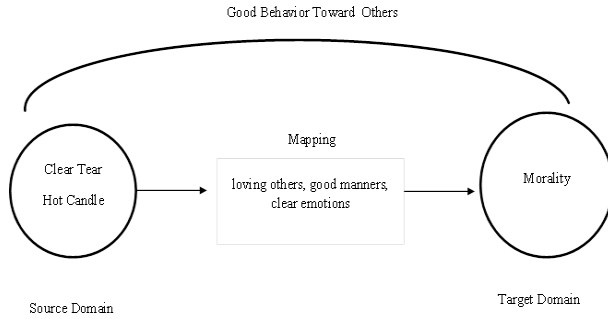 Good Behavior Toward Others
Mapping
Clear Tear
Hot Candle
loving others, good manners,
clear emotions
Morality
Source Domain
Target Domain